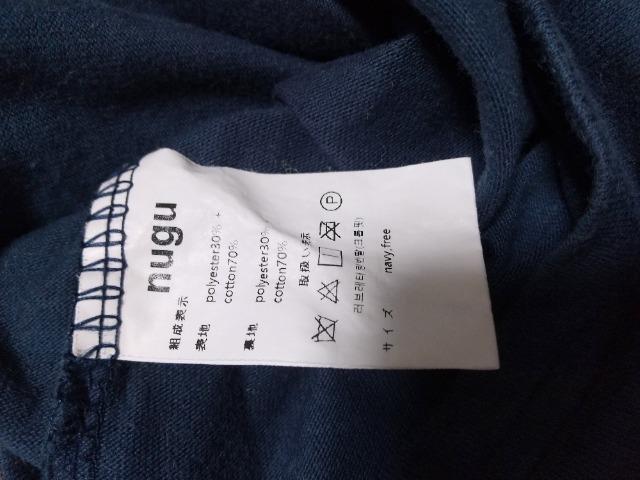 nugu
組成表示
表地 polyester30% +
cotton70%
裏地 polyester30%
cotton70%
取扱い表
P
サイズ navy,free